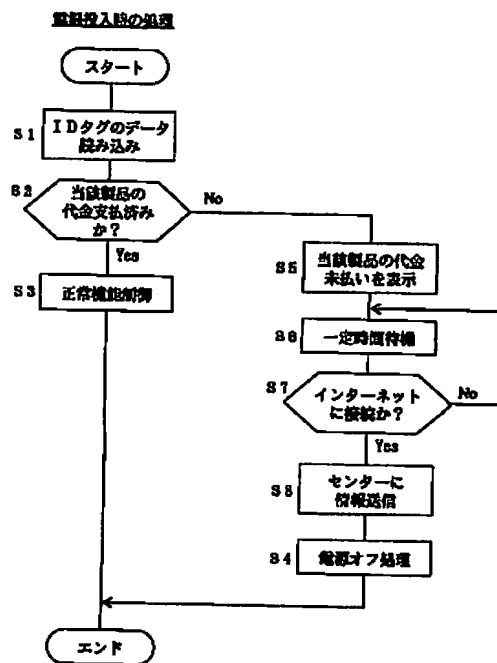 電源投入時の処理
スタート
S1
IDタグのデータ
読み込み
S2
当該製品の
代金支払済み
か?
No
Yes
S3
正常機能制御
S5
当該製品の代金
未払いを表示
S6
一定時間待機
S7
インターネット
に接続か?
No
Yes
S8
センターに
情報送信
S4
電源オフ処理
エンド